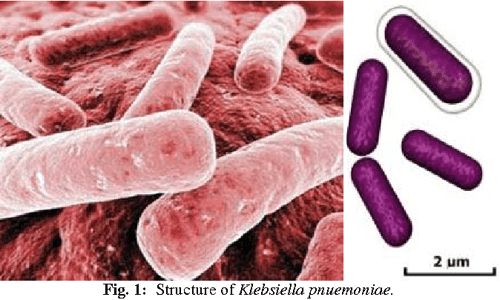 2 μm
Fig. 1: Structure of Klebsiella pnuemoniae.